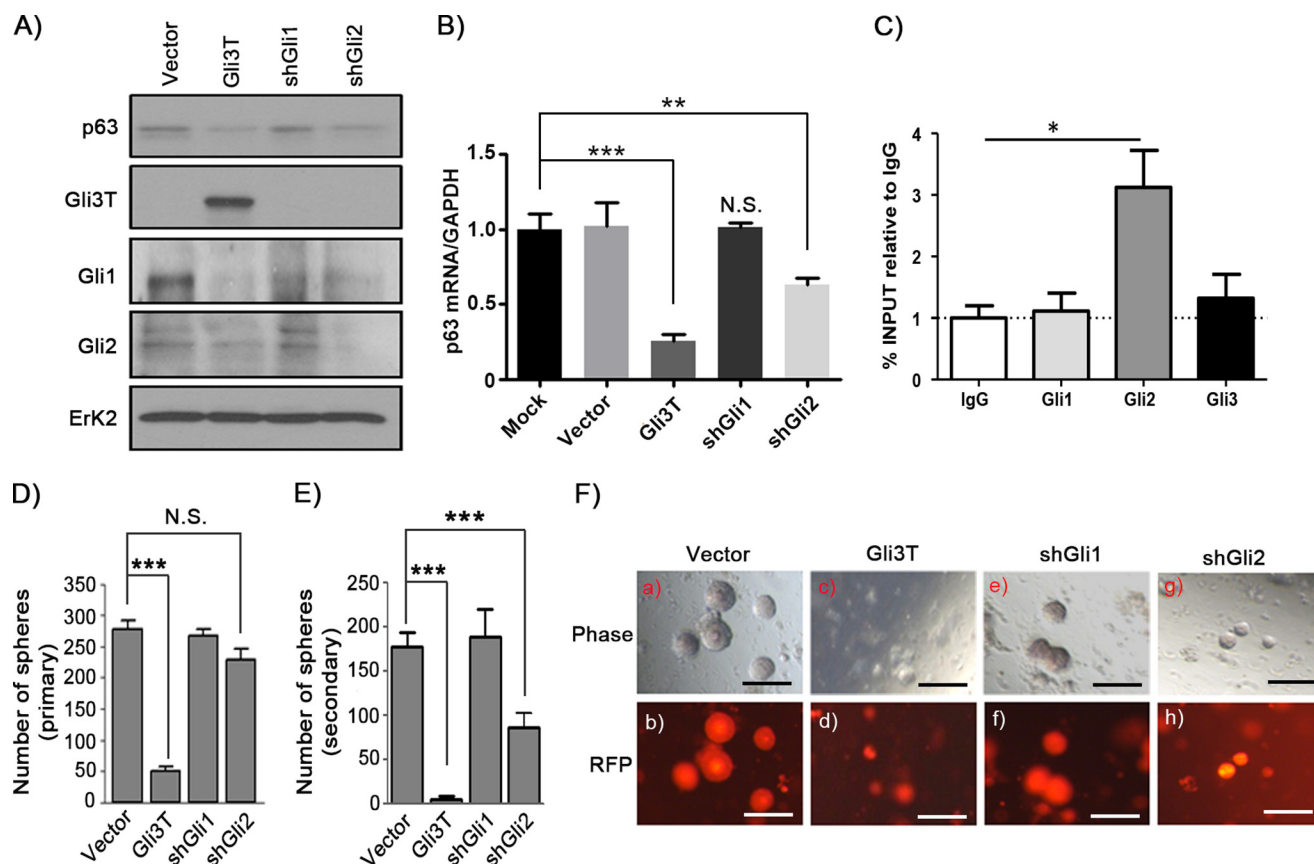 A)
Vector
Gli3T
shGli1
shGli2
p63
Gli3T
Gli1
Gli2
ErK2
B)
**
***
N.S.
p63 mRNA/GAPDH
1.5
1.0
0.5
0
Mock
Vector
Gli3T
shGli1
shGli2
C)
*
% INPUT relative to IgG
4
3
2
1
0
IgG
Gli1
Gli2
Gli3
D)
N.S.
***
Number of spheres
(primary)
350
300
250
200
150
100
50
0
Vector
Gli3T
shGli1
shGli2
E)
***
***
Number of spheres
(secondary)
250
200
150
100
50
0
Vector
Gli3T
shGli1
shGli2
F)
Vector
Gli3T
shGli1
shGli2
Phase
a)
c)
e)
g)
RFP
b)
d)
f)
h)